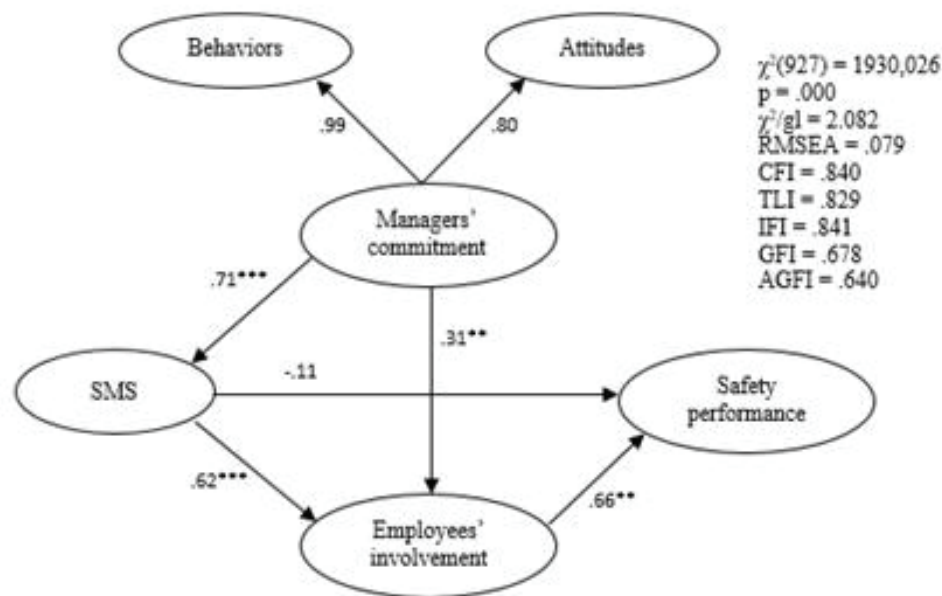 Behaviors
Attitudes
χ²(927) = 1930,026
p = .000
χ²/gl = 2.082
RMSEA = .079
CFI = .840
TLI = .829
IFI = .841
GFI = .678
AGFI = .640
.99
.80
Managers’
commitment
.71***
.31**
SMS
-.11
Safety
performance
.62***
.66**
Employees’
involvement